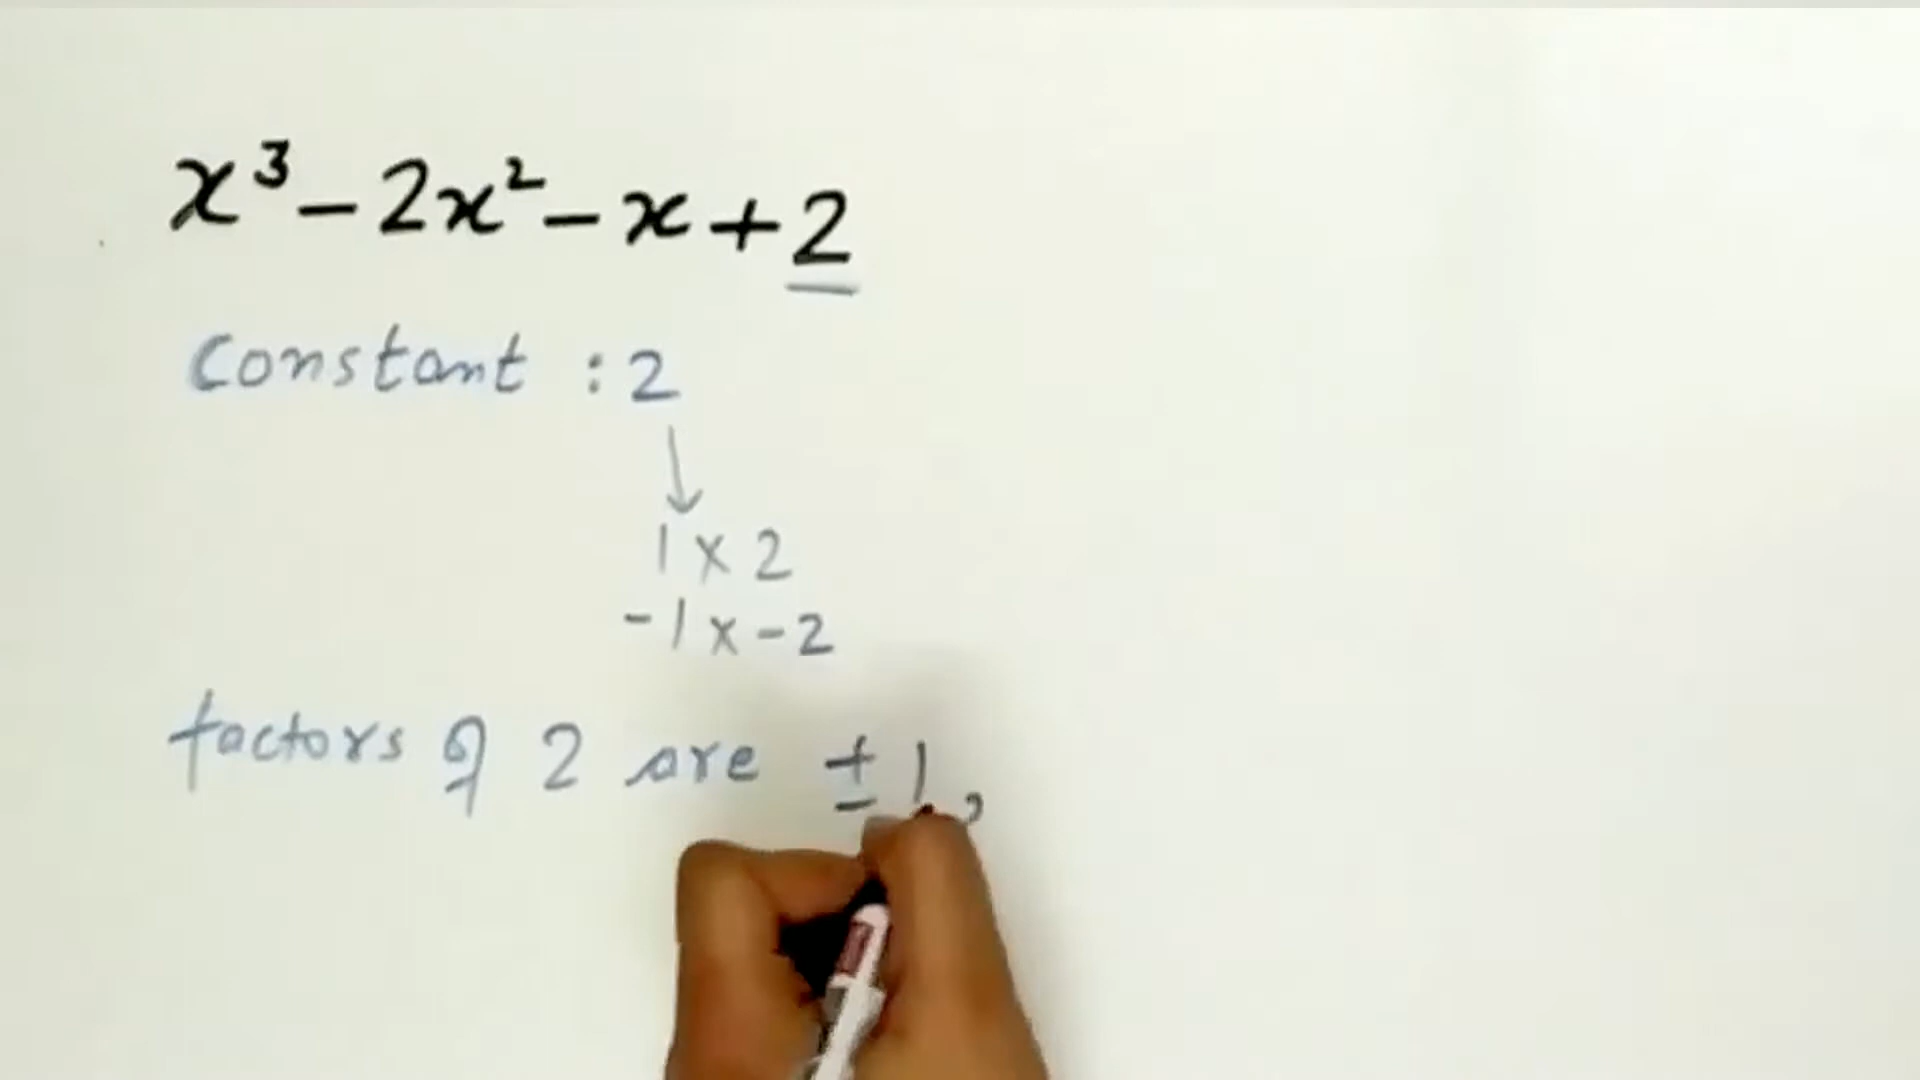 x³ - 2x² - x + 2
Constant : 2
1 x 2
-1 x -2
factors of 2 are ± 1,